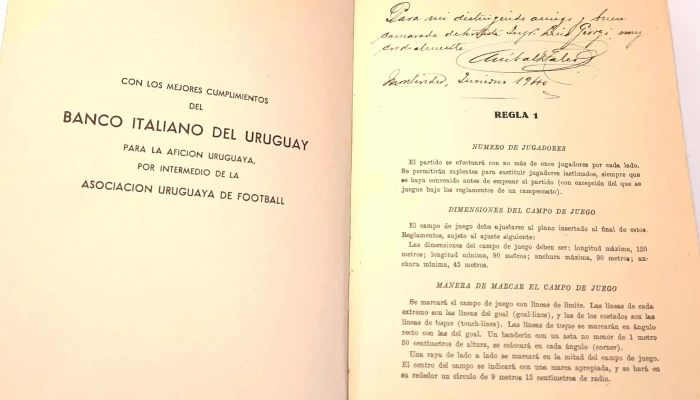 CON LOS MEJORES CUMPLIMIENTOS
DEL
BANCO ITALIANO DEL URUGUAY
PARA LA AFICION URUGUAYA,
POR INTERMEDIO DE LA
ASOCIACION URUGUAYA DE FOOTBALL
Para mi distinguido amigo y buen
camarada Ingr. Luis Giorgi, muy
cordialmente
Montevideo, 1940
REGLA 1
NUMERO DE JUGADORES
El partido se efectuará con no más de once jugadores por cada lado.
Se permitirán suplentes para sustituir jugadores lastimados, siempre que
se haya convenido antes de empezar el partido (con excepción del que se
juegue bajo los reglamentos de un campeonato).
DIMENSIONES DEL CAMPO DE JUEGO
El campo de juego debe ajustarse al plano insertado al final de estos.
Reglamentos, sujeto al ajuste siguiente:
Las dimensiones del campo de juego deben ser: longitud máxima, 120
metros; longitud mínima, 90 metros; anchura máxima, 90 metros; an-
chura mínima, 45 metros.
MANERA DE MARCAR EL CAMPO DE JUEGO
Se marcará el campo de juego con líneas de límite. Las líneas de cada
extremo son las líneas del goal (goal-lines), y las de los costados son las
líneas de toque (touch-lines). Las líneas de toque se marcarán en ángulo
recto con las del goal. Un banderín con un asta no menor de 1 metro
50 centímetros de altura, se colocará en cada ángulo (corner).
Una raya de lado a lado se marcará en la mitad del campo de juego.
El centro del campo se indicará con una marca apropiada, y se hará en
su rededor un círculo de 9 metros 15 centímetros de radio.